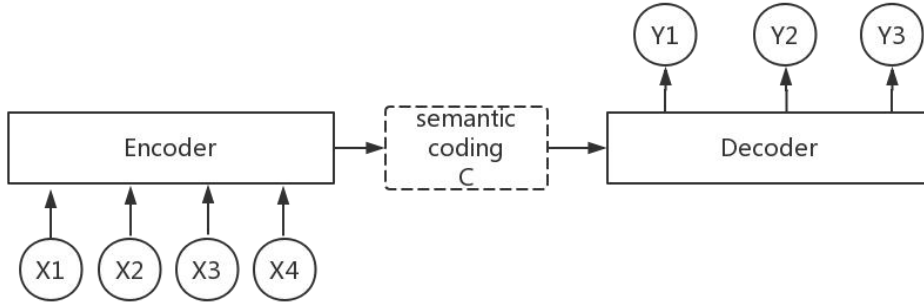 Y1 Y2 Y3
Encoder
semantic
coding
C
Decoder
X1 X2 X3 X4